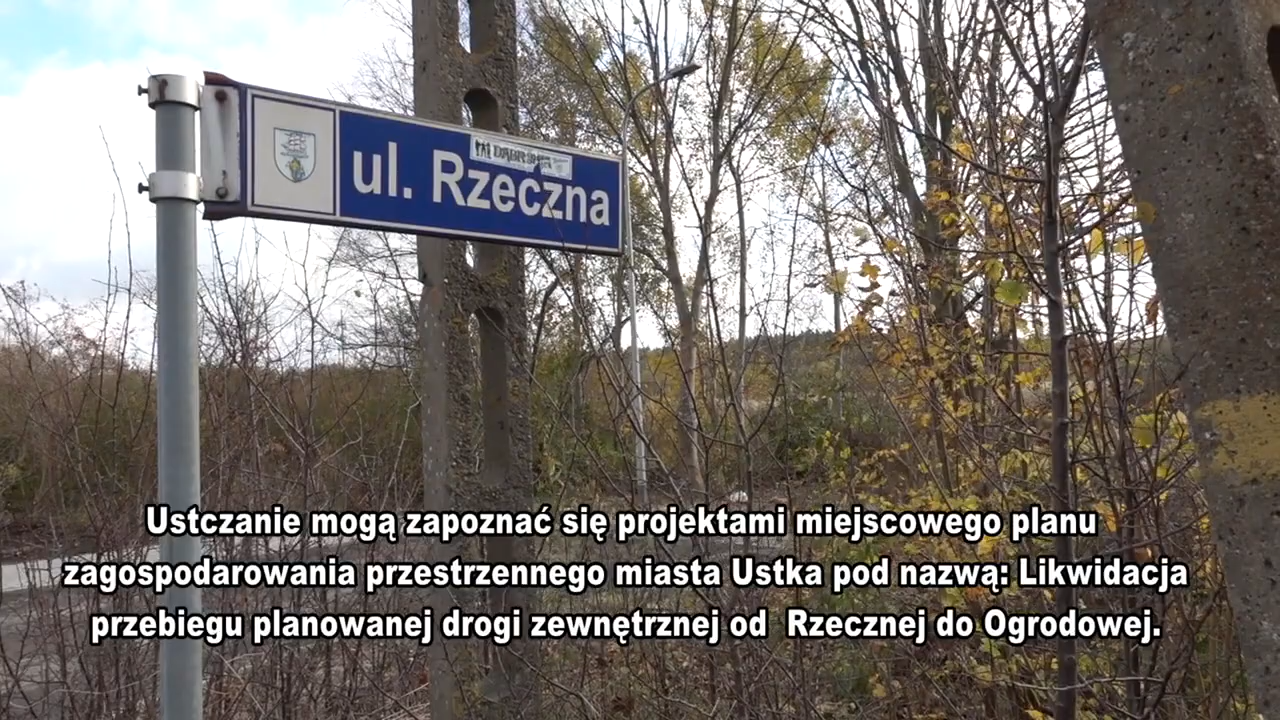 ul. Rzeczna
Ustczanie mogą zapoznać się projektami miejscowego planu
zagospodarowania przestrzennego miasta Ustka pod nazwą: Likwidacja
przebiegu planowanej drogi zewnętrznej od  Rzecznej do Ogrodowej.